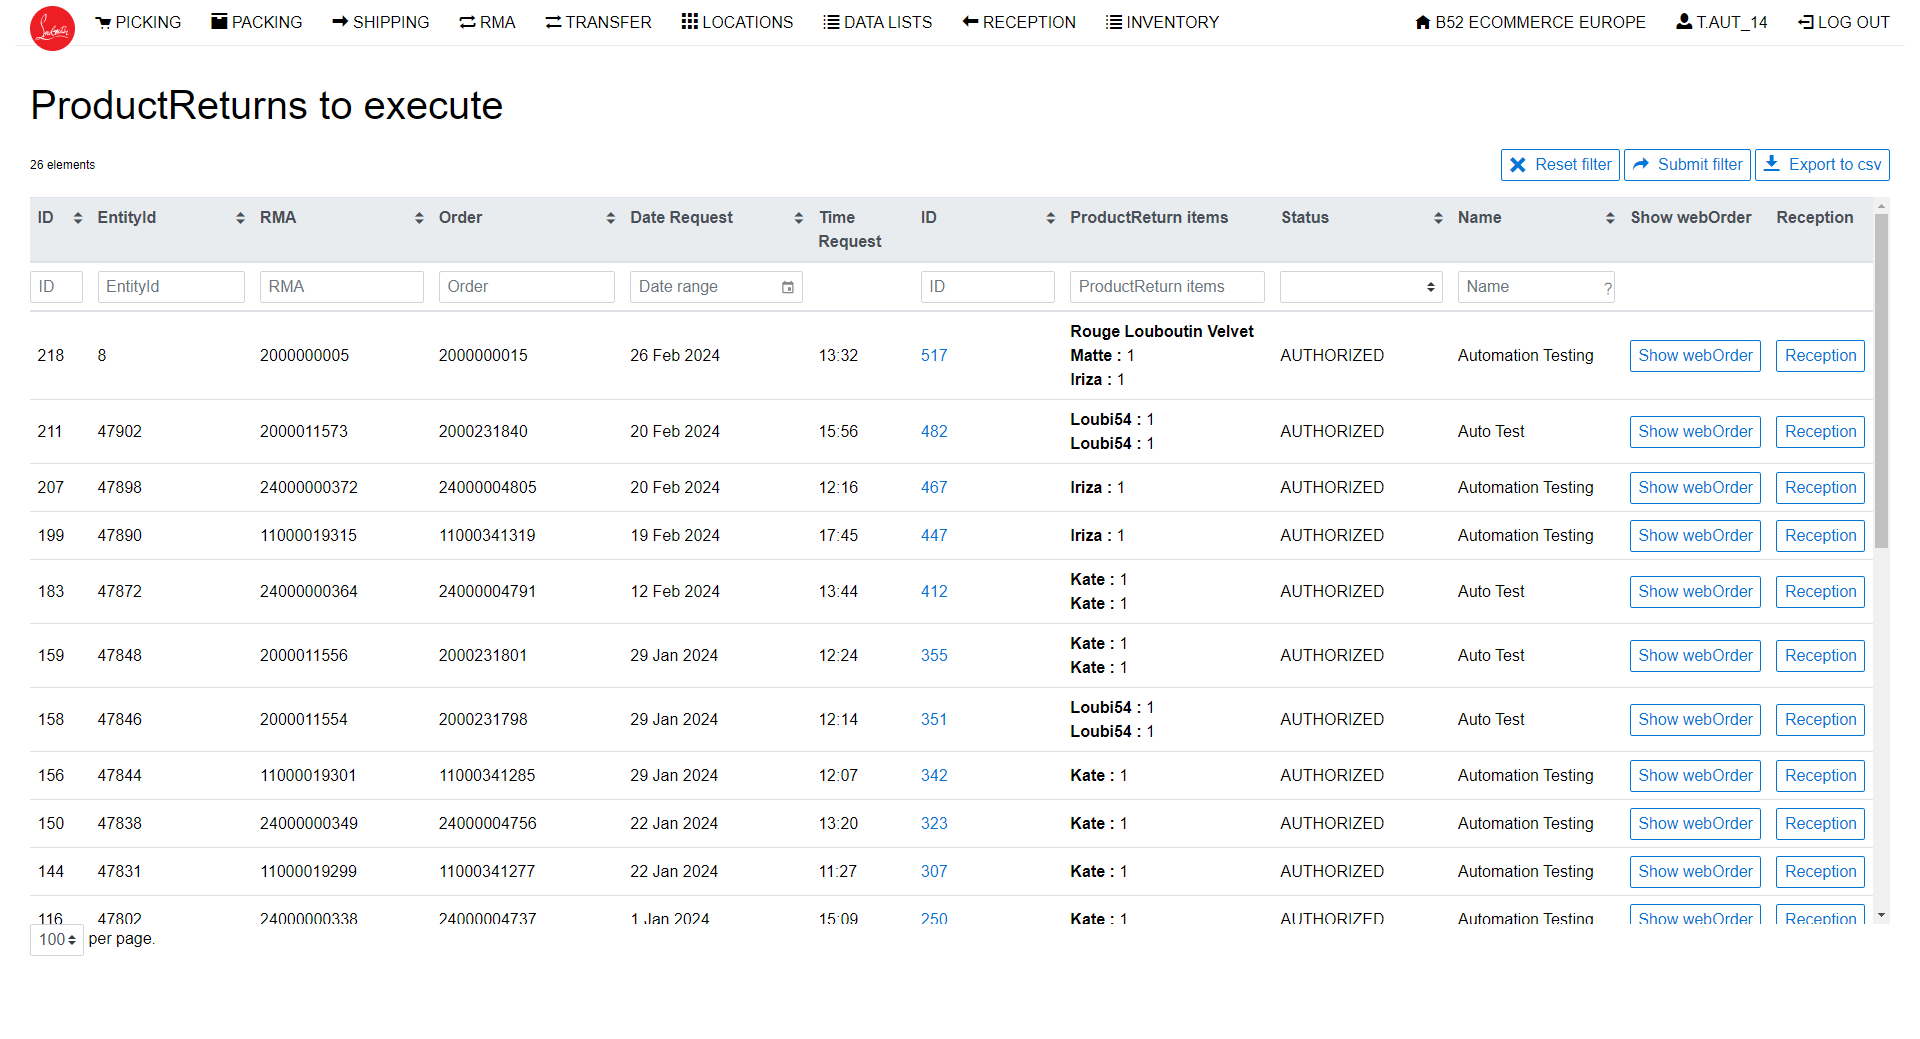 PICKING PACKING SHIPPING RMA TRANSFER LOCATIONS DATA LISTS RECEPTION INVENTORY B52 ECOMMERCE EUROPE T.AUT_14 LOG OUT
ProductReturns to execute
26 elements Reset filter Submit filter Export to csv
ID EntityId RMA Order Date Request Time Request ID ProductReturn items Status Name Show webOrder Reception
ID EntityId RMA Order Date range ID ProductReturn items Name ?
218 8 2000000005 2000000015 26 Feb 2024 13:32 517 Rouge Louboutin Velvet Matte : 1 Iriza : 1 AUTHORIZED Automation Testing Show webOrder Reception
211 47902 2000011573 2000231840 20 Feb 2024 15:56 482 Loubi54 : 1 Loubi54 : 1 AUTHORIZED Auto Test Show webOrder Reception
207 47898 24000000372 24000004805 20 Feb 2024 12:16 467 Iriza : 1 AUTHORIZED Automation Testing Show webOrder Reception
199 47890 11000019315 11000341319 19 Feb 2024 17:45 447 Iriza : 1 AUTHORIZED Automation Testing Show webOrder Reception
183 47872 24000000364 24000004791 12 Feb 2024 13:44 412 Kate : 1 Kate : 1 AUTHORIZED Auto Test Show webOrder Reception
159 47848 2000011556 2000231801 29 Jan 2024 12:24 355 Kate : 1 Kate : 1 AUTHORIZED Auto Test Show webOrder Reception
158 47846 2000011554 2000231798 29 Jan 2024 12:14 351 Loubi54 : 1 Loubi54 : 1 AUTHORIZED Auto Test Show webOrder Reception
156 47844 11000019301 11000341285 29 Jan 2024 12:07 342 Kate : 1 AUTHORIZED Automation Testing Show webOrder Reception
150 47838 24000000349 24000004756 22 Jan 2024 13:20 323 Kate : 1 AUTHORIZED Automation Testing Show webOrder Reception
144 47831 11000019299 11000341277 22 Jan 2024 11:27 307 Kate : 1 AUTHORIZED Automation Testing Show webOrder Reception
116 47802 24000000338 24000004737 1 Jan 2024 15:09 250 Kate : 1 AUTHORIZED Automation Testing Show webOrder Reception
100 per page.